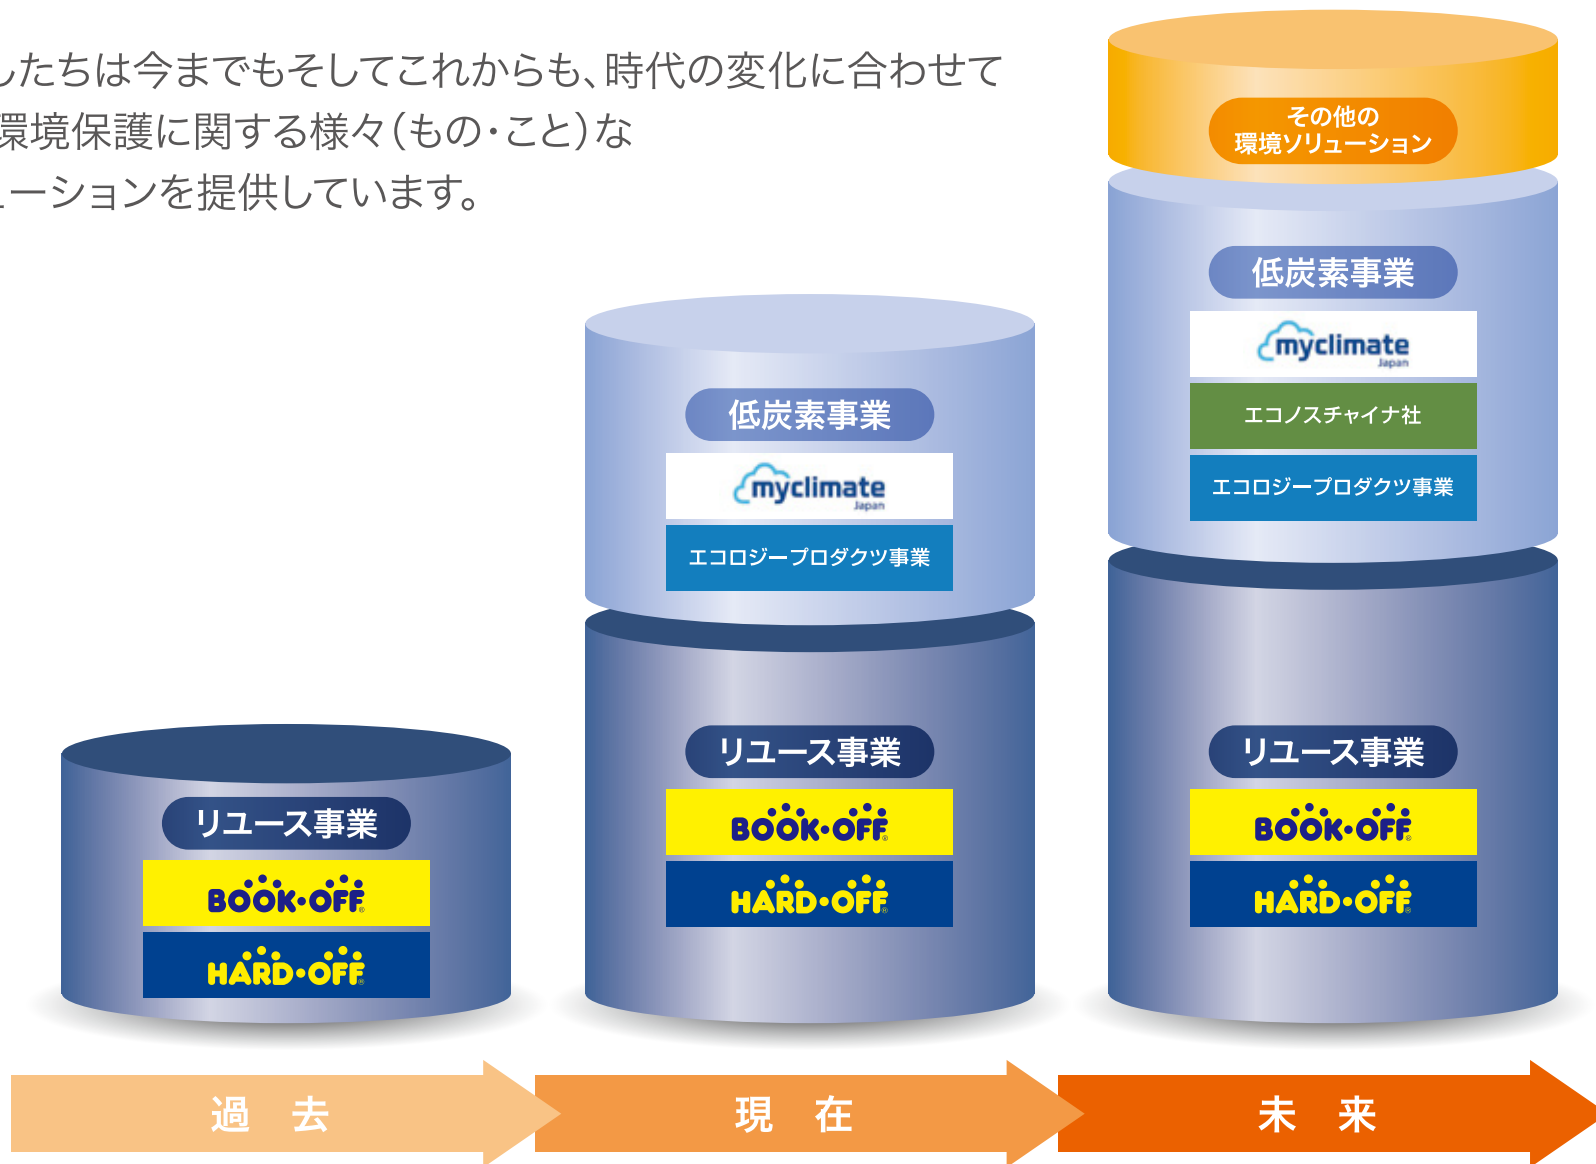 したちは今までもそしてこれからも、時代の変化に合わせて
環境保護に関する様々(もの・こと)な
ューションを提供しています。
その他の
環境ソリューション
低炭素事業
myclimate
Japan
エコノスチャイナ社
エコロジープロダクツ事業
リユース事業
BOOK・OFF®
HARD・OFF®
低炭素事業
myclimate
Japan
エコロジープロダクツ事業
リユース事業
BOOK・OFF®
HARD・OFF®
リユース事業
BOOK・OFF®
HARD・OFF®
過 去
現 在
未 来